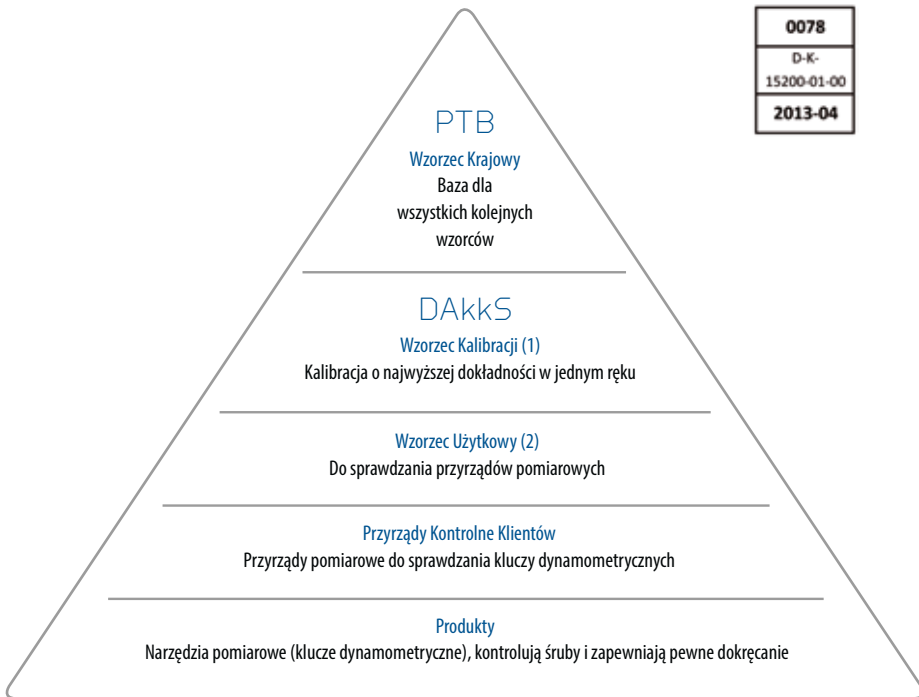 0078
D-K-
15200-01-00
2013-04
PTB
Wzorzec Krajowy
Baza dla
wszystkich kolejnych
wzorców
DAkkS
Wzorzec Kalibracji (1)
Kalibracja o najwyższej dokładności w jednym ręku
Wzorzec Użytkowy (2)
Do sprawdzania przyrządów pomiarowych
Przyrządy Kontrolne Klientów
Przyrządy pomiarowe do sprawdzania kluczy dynamometrycznych
Produkty
Narzędzia pomiarowe (klucze dynamometryczne), kontrolują śruby i zapewniają pewne dokręcanie